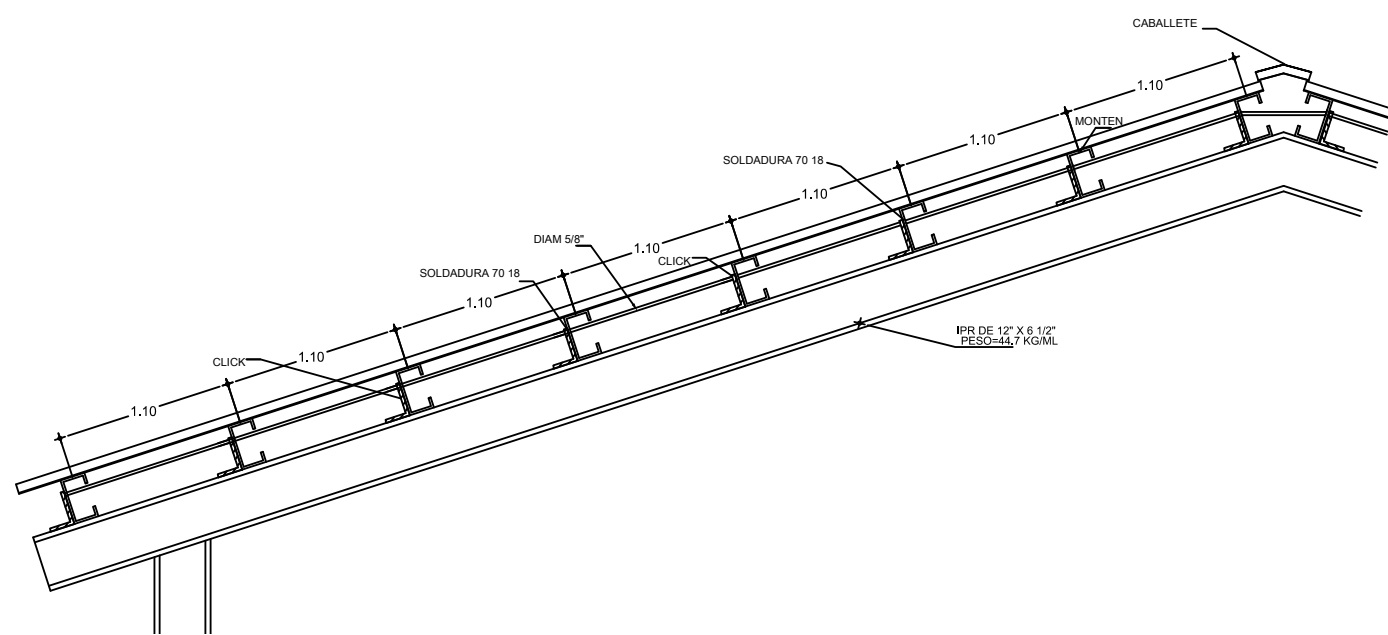 CABALLETE
1.10
1.10
MONTEN
1.10
SOLDADURA 70 18
1.10
DIAM 5/8"
1.10
CLICK
SOLDADURA 70 18
1.10
IPR DE 12" X 6 1/2"
PESO=44.7 KG/ML
CLICK
1.10